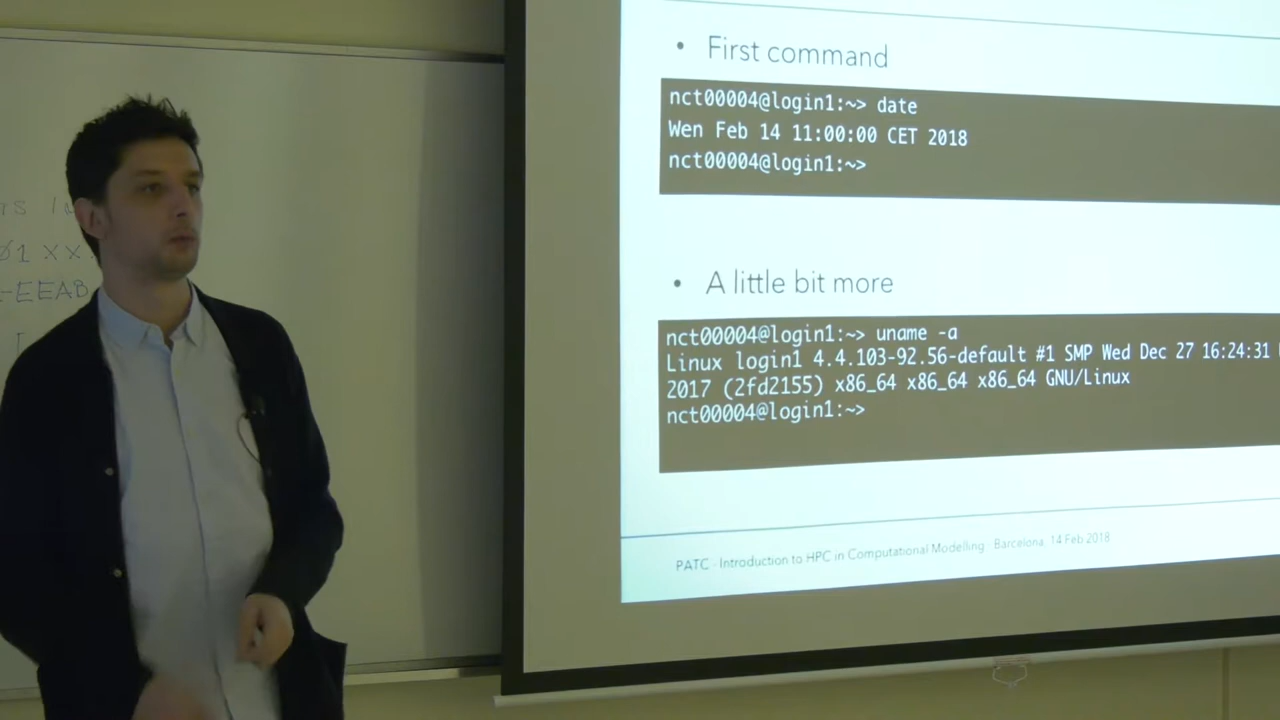 • First command
nct00004@login1:~> date
Wen Feb 14 11:00:00 CET 2018
nct00004@login1:~>
• A little bit more
nct00004@login1:~> uname -a
Linux login1 4.4.103-92.56-default #1 SMP Wed Dec 27 16:24:31
2017 (2fd2155) x86_64 x86_64 x86_64 GNU/Linux
nct00004@login1:~>
PATC - Introduction to HPC in Computational Modelling - Barcelona, 14 Feb 2018
Ø1 XX
-EEAB